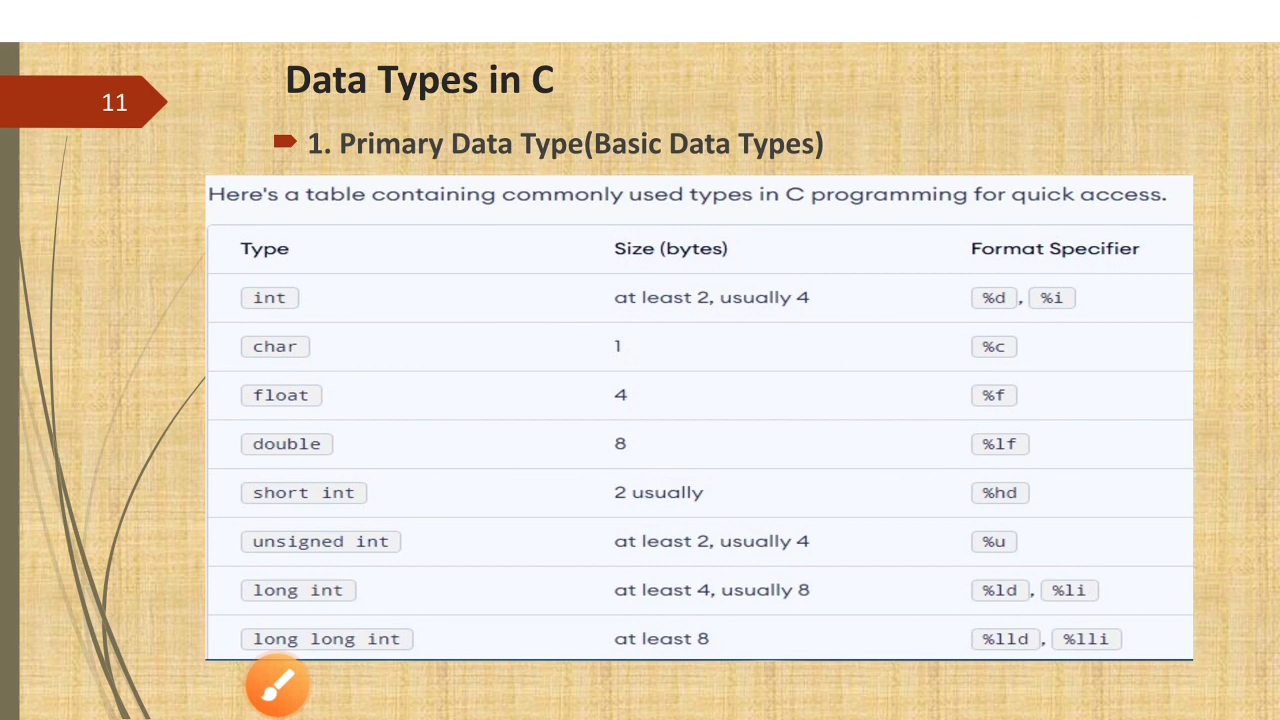 11
Data Types in C
1. Primary Data Type(Basic Data Types)
Here's a table containing commonly used types in C programming for quick access.
Type Size (bytes) Format Specifier
int at least 2, usually 4 %d, %i
char 1 %c
float 4 %f
double 8 %lf
short int 2 usually %hd
unsigned int at least 2, usually 4 %u
long int at least 4, usually 8 %ld, %li
long long int at least 8 %lld, %lli